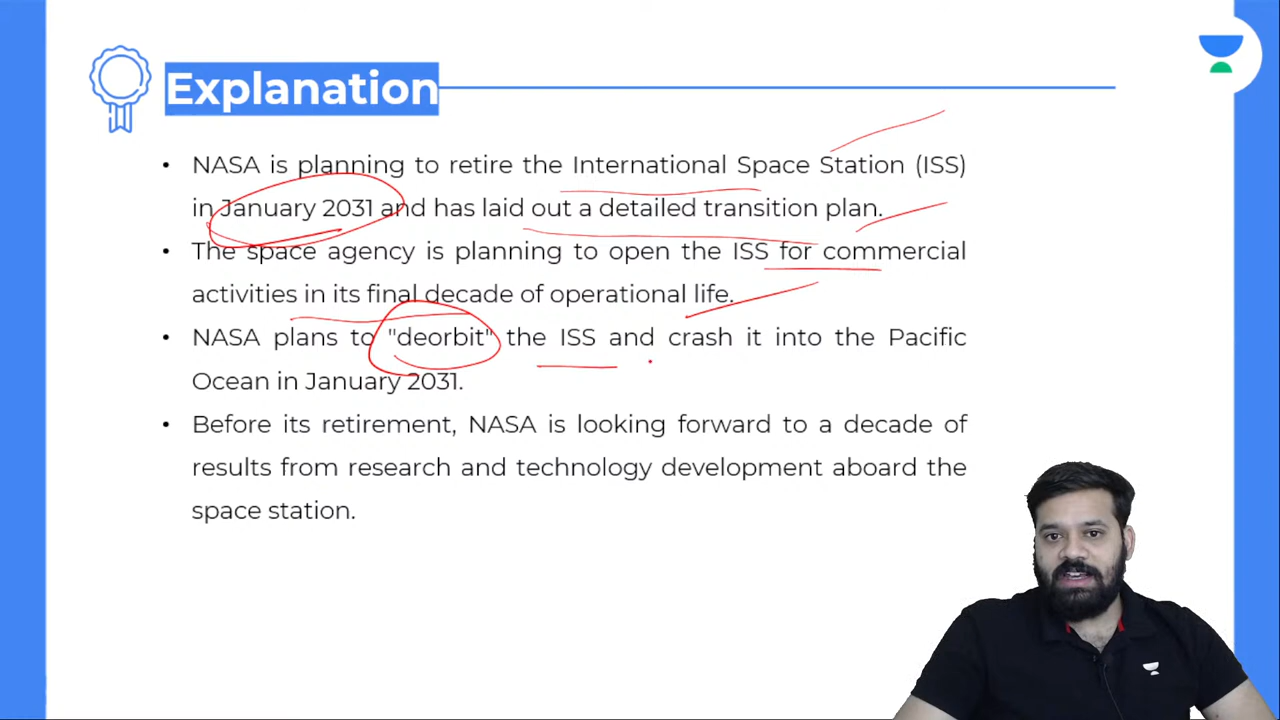 Explanation
• NASA is planning to retire the International Space Station (ISS)
in January 2031 and has laid out a detailed transition plan.
• The space agency is planning to open the ISS for commercial
activities in its final decade of operational life.
• NASA plans to "deorbit" the ISS and crash it into the Pacific
Ocean in January 2031.
• Before its retirement, NASA is looking forward to a decade of
results from research and technology development aboard the
space station.